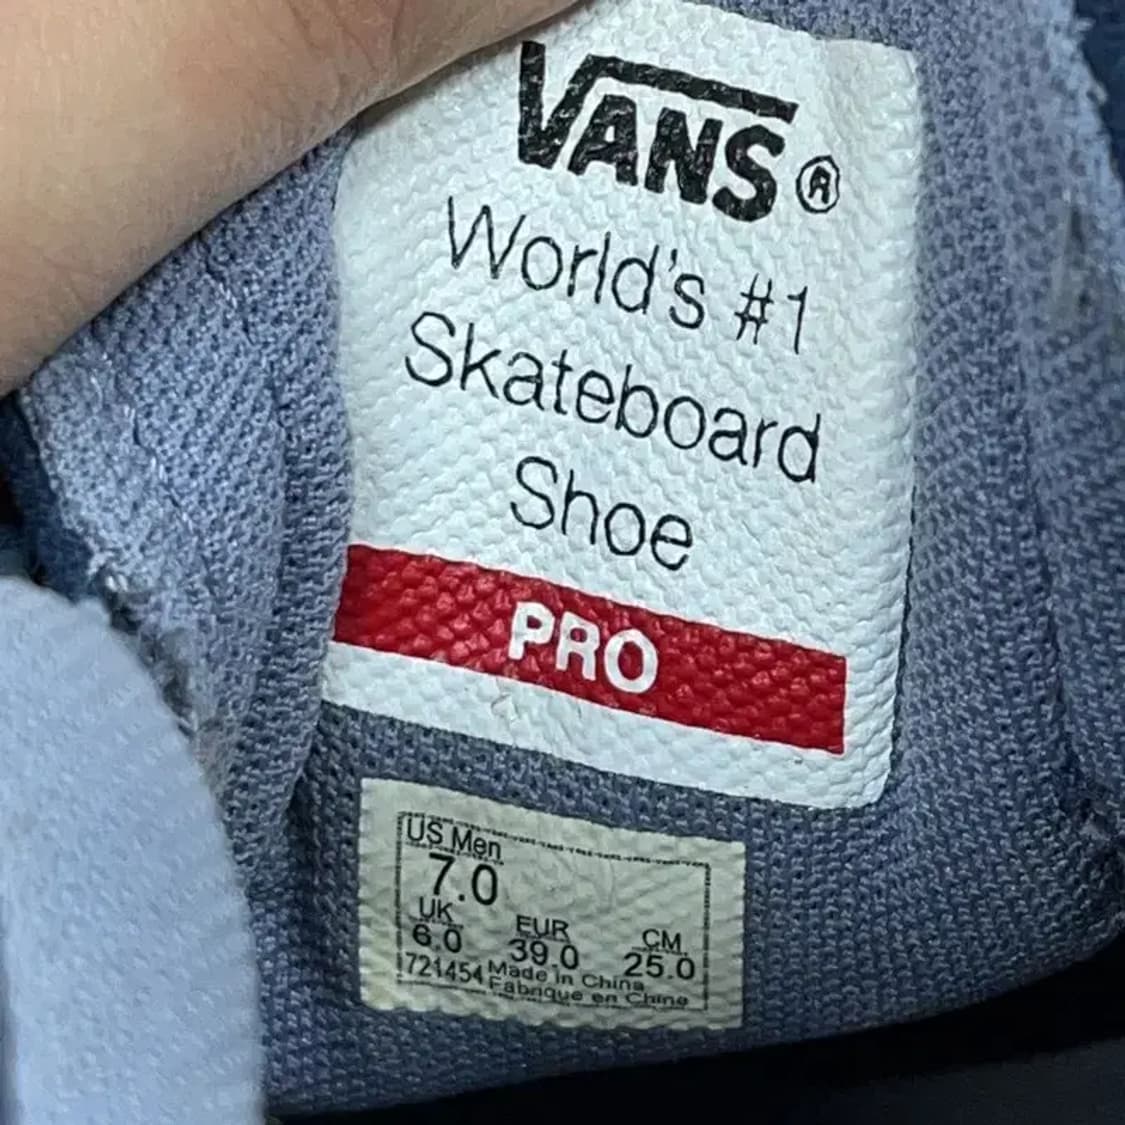 VANS®
World's #1
Skateboard
Shoe
PRO
US Men
7.0
UK EUR CM
6.0 39.0 25.0
721454 Made in China
Fabrique en Chine